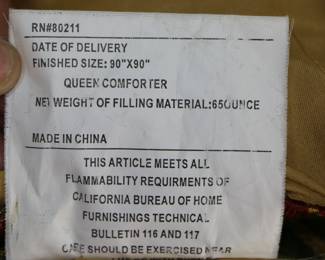 RN#80211
DATE OF DELIVERY
FINISHED SIZE: 90"X90"
QUEEN COMFORTER
NET WEIGHT OF FILLING MATERIAL:65OUNCE
MADE IN CHINA
THIS ARTICLE MEETS ALL
FLAMMABILITY REQUIRMENTS OF
CALIFORNIA BUREAU OF HOME
FURNISHINGS TECHNICAL
BULLETIN 116 AND 117
CARE SHOULD BE EXERCISED NEAR